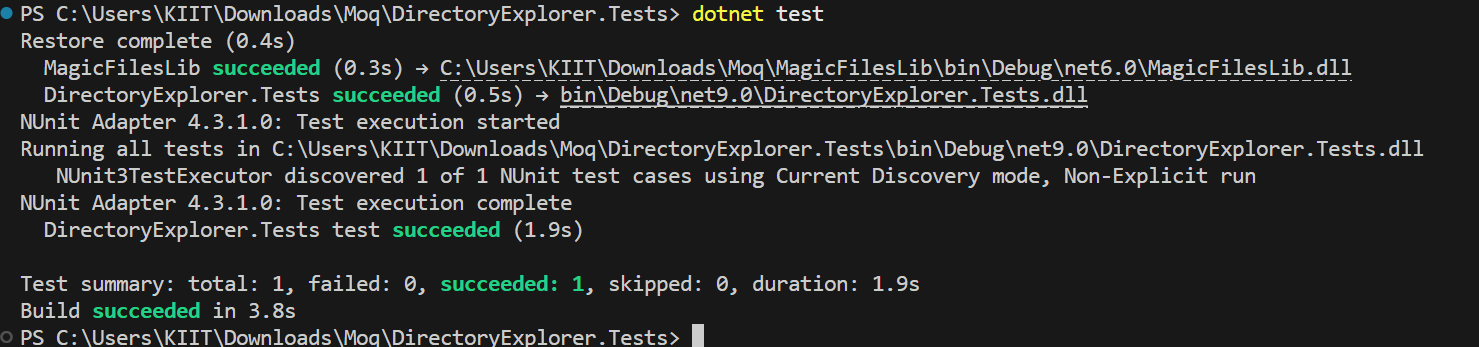 PS C:\Users\KIIT\Downloads\Moq\DirectoryExplorer.Tests> dotnet test
Restore complete (0.4s)
  MagicFilesLib succeeded (0.3s) → C:\Users\KIIT\Downloads\Moq\MagicFilesLib\bin\Debug\net6.0\MagicFilesLib.dll
  DirectoryExplorer.Tests succeeded (0.5s) → bin\Debug\net9.0\DirectoryExplorer.Tests.dll
NUnit Adapter 4.3.1.0: Test execution started
Running all tests in C:\Users\KIIT\Downloads\Moq\DirectoryExplorer.Tests\bin\Debug\net9.0\DirectoryExplorer.Tests.dll
   NUnit3TestExecutor discovered 1 of 1 NUnit test cases using Current Discovery mode, Non-Explicit run
NUnit Adapter 4.3.1.0: Test execution complete
  DirectoryExplorer.Tests test succeeded (1.9s)

Test summary: total: 1, failed: 0, succeeded: 1, skipped: 0, duration: 1.9s
Build succeeded in 3.8s
PS C:\Users\KIIT\Downloads\Moq\DirectoryExplorer.Tests>